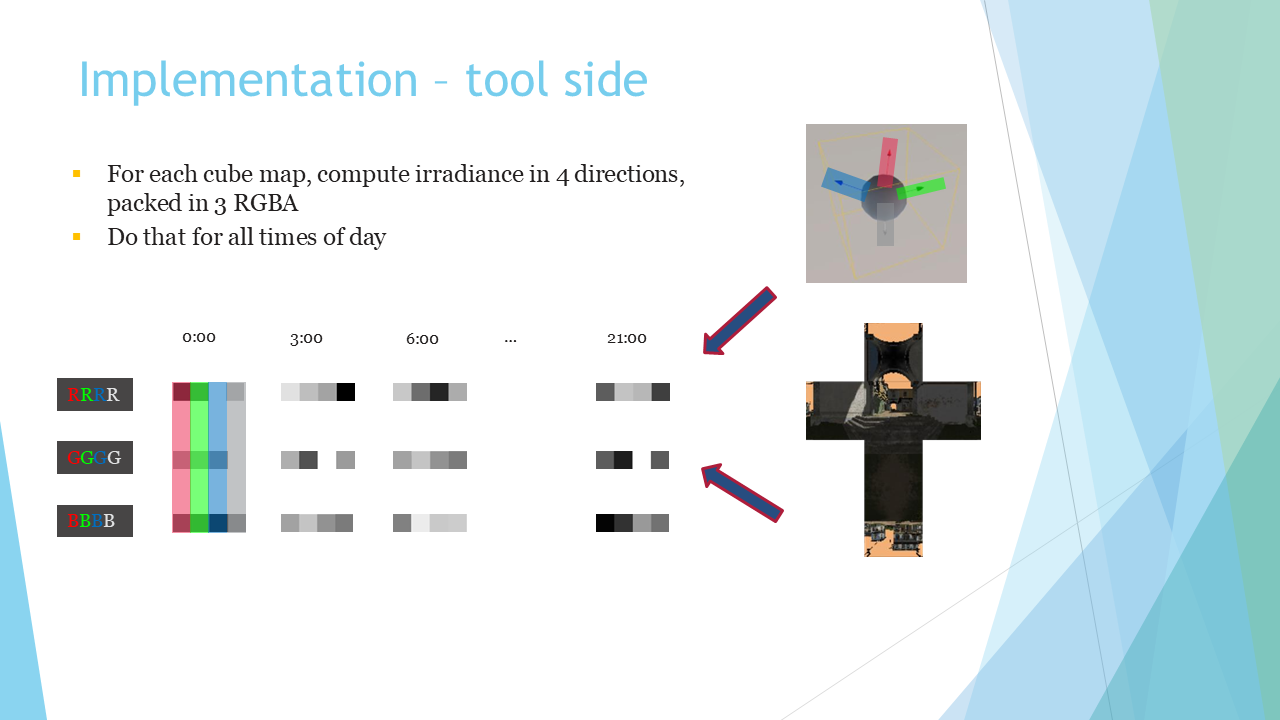 Implementation – tool side
For each cube map, compute irradiance in 4 directions,
packed in 3 RGBA
Do that for all times of day
0:00 3:00 6:00 ... 21:00
RRRR
GGGG
BBBB